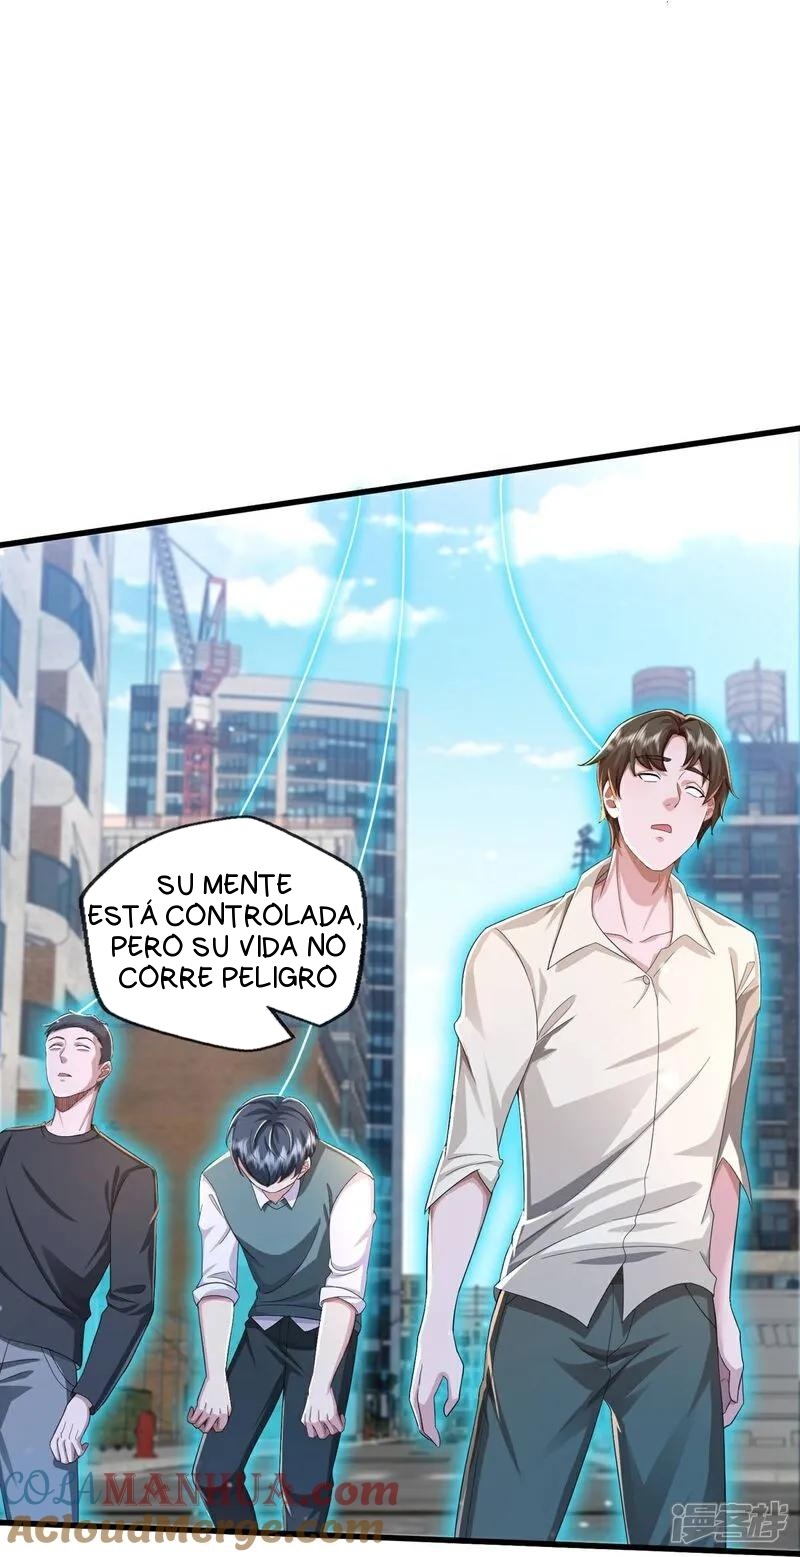 SU MENTE
ESTÁ CONTROLADA,
PERO SU VIDA NO
CORRE PELIGRO
COLAMANHUA.com
AcloudMerge.com
漫客栈